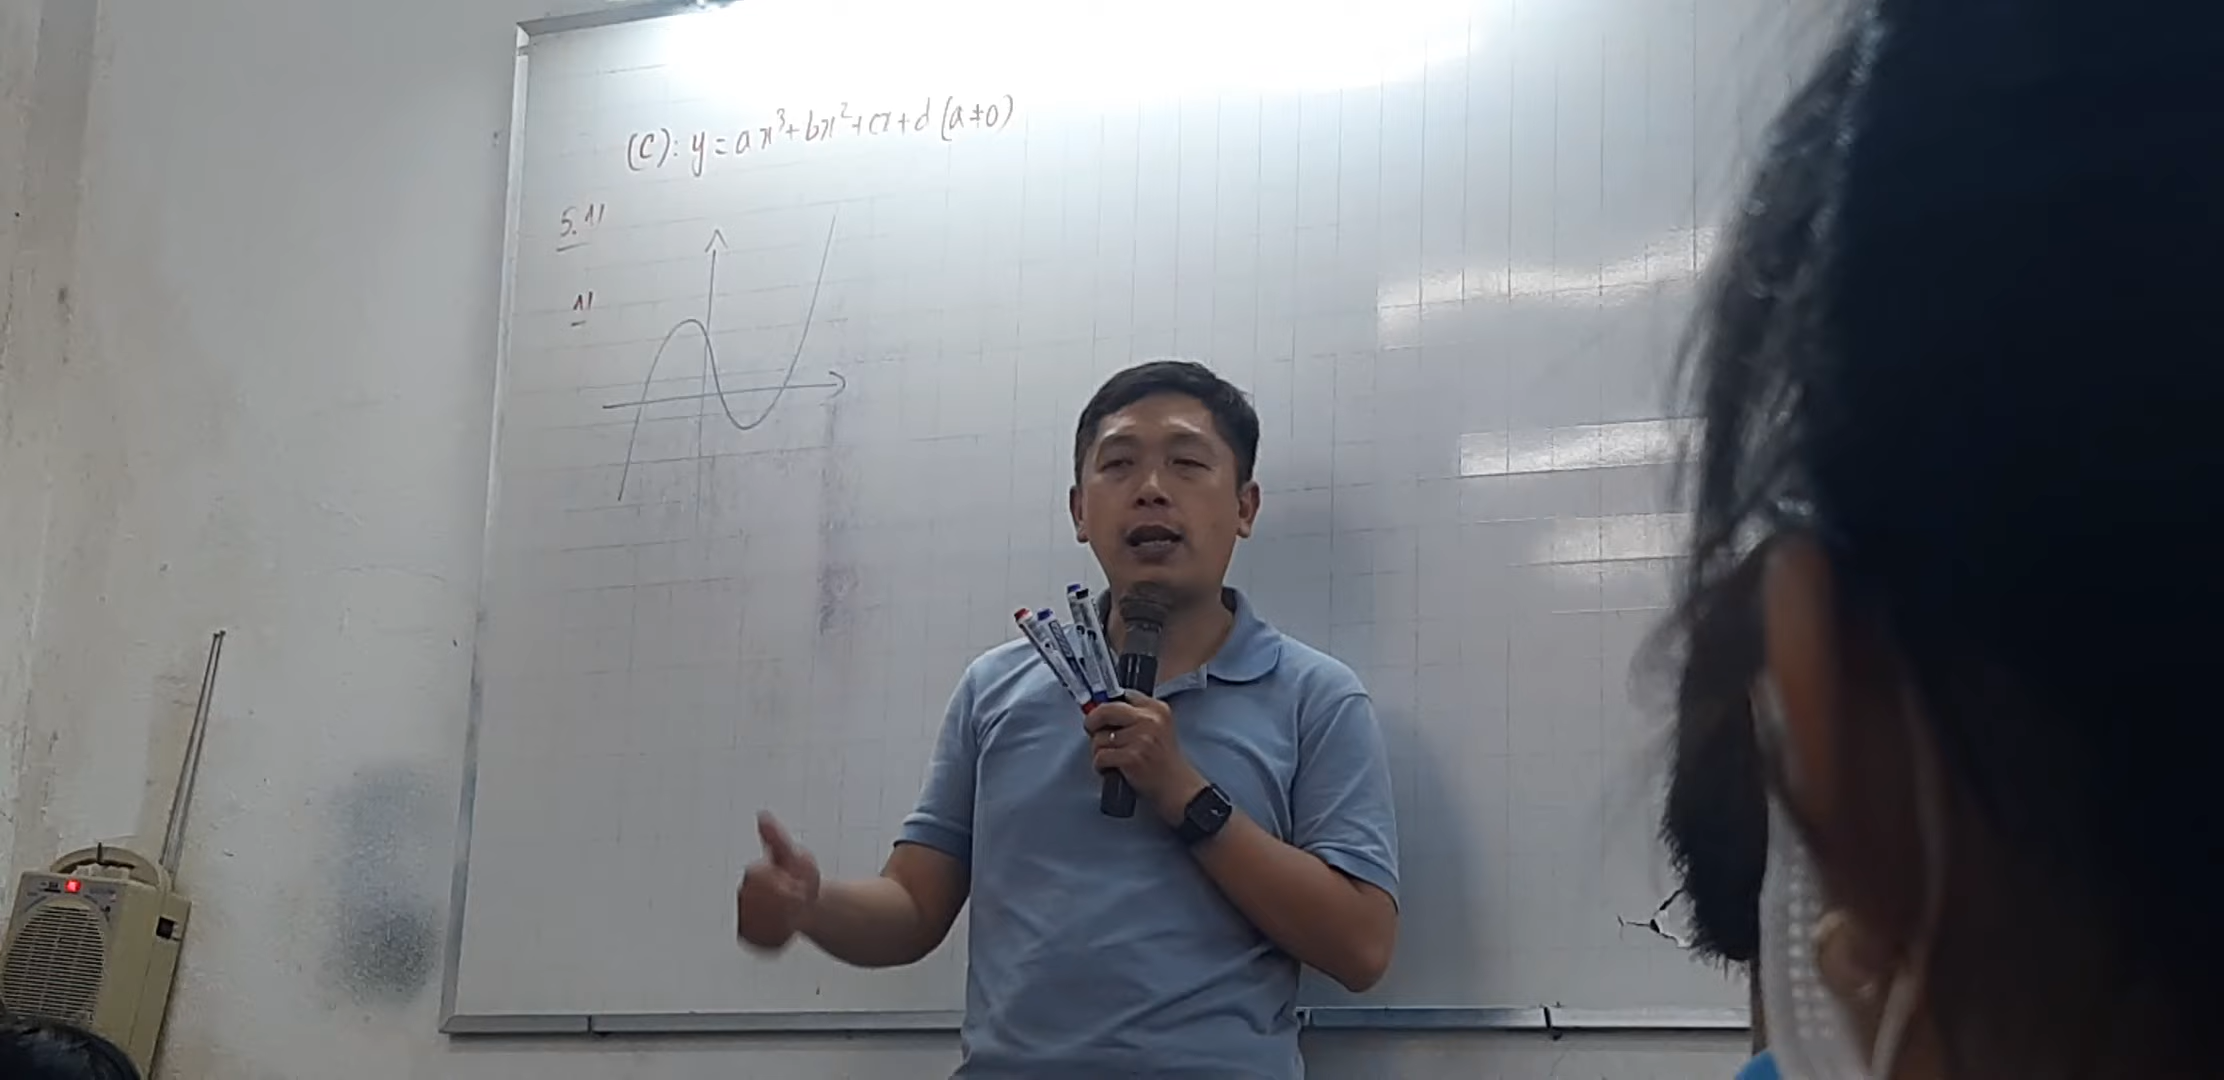 (C): y = ax³ + bx² + cx + d (a ≠ 0)
5.1/
1/